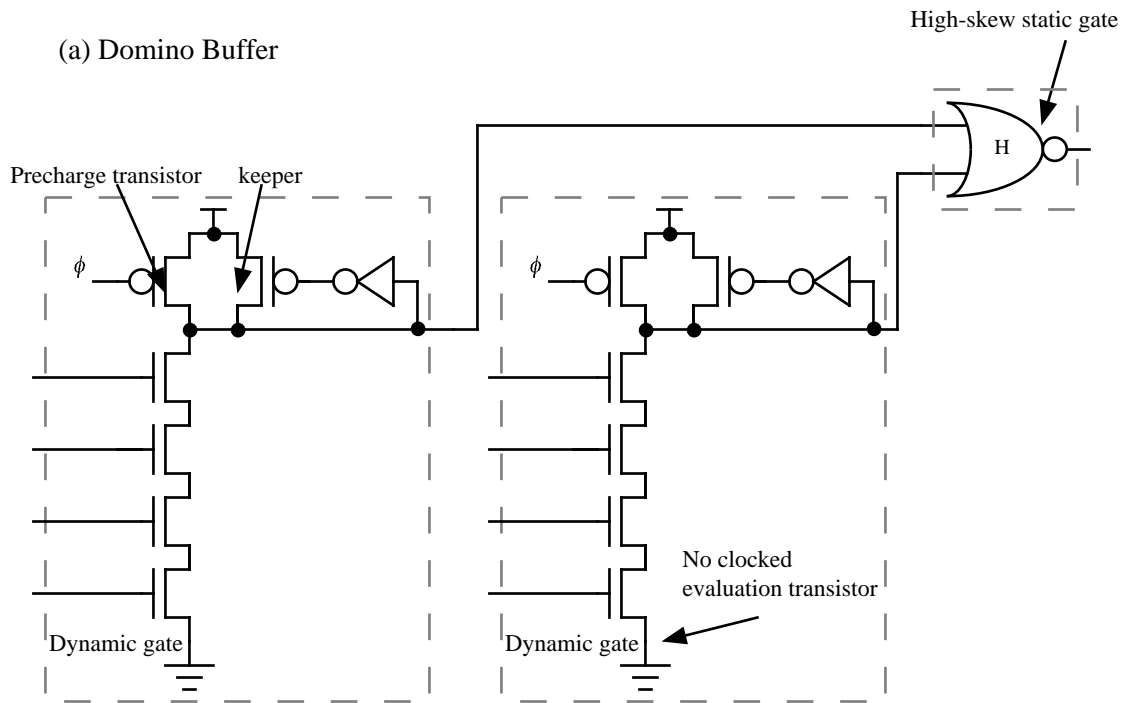 High-skew static gate
(a) Domino Buffer
H
Precharge transistor
keeper
ϕ
ϕ
No clocked
evaluation transistor
Dynamic gate
Dynamic gate